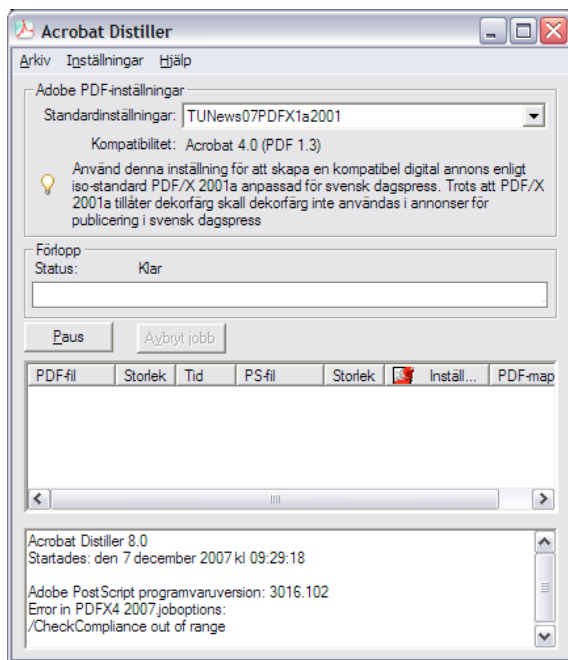 Acrobat Distiller
Arkiv Inställningar Hjälp
Adobe PDF-inställningar
Standardinställningar: TUNews07PDFX1a2001
Kompatibilitet: Acrobat 4.0 (PDF 1.3)
Använd denna inställning för att skapa en kompatibel digital annons enligt
iso-standard PDF/X 2001a anpassad för svensk dagspress. Trots att PDF/X
2001a tillåter dekorfärg skall dekorfärg inte användas i annonser för
publicering i svensk dagspress
Förlopp
Status: Klar
Paus Avbryt jobb
PDF-fil Storlek Tid PS-fil Storlek Inställ... PDF-map
Acrobat Distiller 8.0
Startades: den 7 december 2007 kl 09:29:18
Adobe PostScript programvaruversion: 3016.102
Error in PDFX4 2007.joboptions:
/CheckCompliance out of range